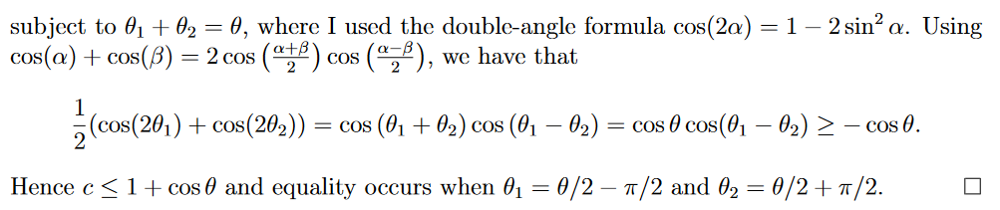 subject to θ₁ + θ₂ = θ, where I used the double-angle formula cos(2α) = 1 − 2 sin² α. Using
cos(α) + cos(β) = 2 cos ((α+β)/2) cos ((α−β)/2), we have that
1/2 (cos(2θ₁) + cos(2θ₂)) = cos (θ₁ + θ₂) cos (θ₁ − θ₂) = cos θ cos(θ₁ − θ₂) ≥ − cos θ.
Hence c ≤ 1 + cos θ and equality occurs when θ₁ = θ/2 − π/2 and θ₂ = θ/2 + π/2. □